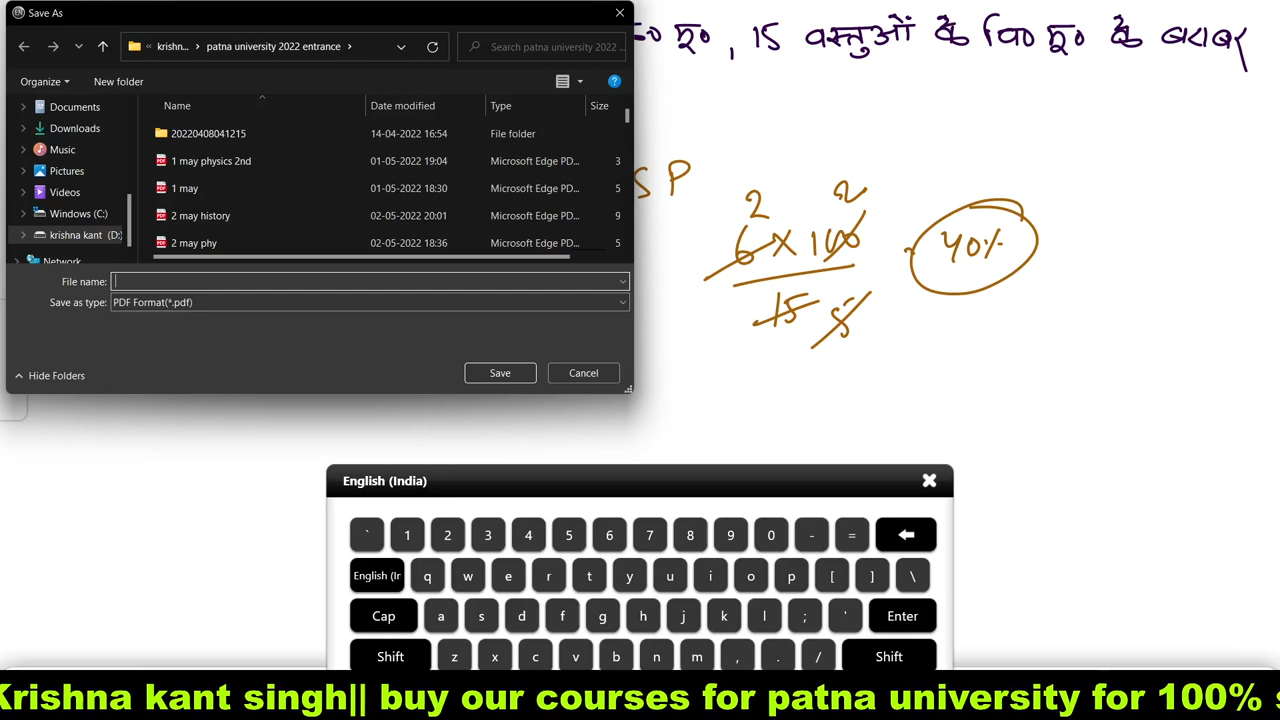 Save As
krishn... patna university 2022 entrance
Search patna university 2022 ...
Organize New folder
Name Date modified Type Size
Documents
Downloads
Music
Pictures
Videos
Windows (C:)
krishna kant (D:)
Network
20220408041215 14-04-2022 16:54 File folder
1 may physics 2nd 01-05-2022 19:04 Microsoft Edge PD... 3
1 may 01-05-2022 18:30 Microsoft Edge PD... 5
2 may history 02-05-2022 20:01 Microsoft Edge PD... 9
2 may phy 02-05-2022 18:36 Microsoft Edge PD... 5
File name:
Save as type: PDF Format(*.pdf)
Hide Folders Save Cancel
मू०, 15 वस्तुओं के वि० मू० के बराबर
SP
2 2
6 × 100
15 5
40%
English (India)
` 1 2 3 4 5 6 7 8 9 0 - =
English (Ir q w e r t y u i o p [ ] \
Cap a s d f g h j k l ; ' Enter
Shift z x c v b n m , . / Shift
Krishna kant singh|| buy our courses for patna university for 100% s